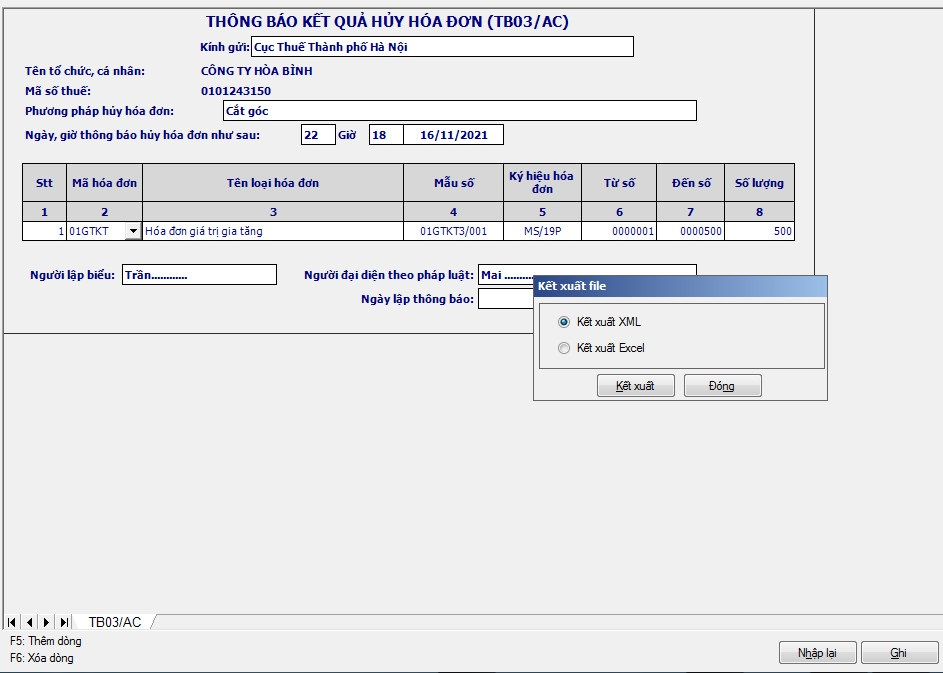 THÔNG BÁO KẾT QUẢ HỦY HÓA ĐƠN (TB03/AC)
Kính gửi: Cục Thuế Thành phố Hà Nội
Tên tổ chức, cá nhân: CÔNG TY HÒA BÌNH
Mã số thuế: 0101243150
Phương pháp hủy hóa đơn: Cắt góc
Ngày, giờ thông báo hủy hóa đơn như sau: 22 Giờ 18 16/11/2021
Stt Mã hóa đơn Tên loại hóa đơn Mẫu số Ký hiệu hóa đơn Từ số Đến số Số lượng
1 2 3 4 5 6 7 8
1 01GTKT Hóa đơn giá trị gia tăng 01GTKT3/001 MS/19P 0000001 0000500 500
Người lập biểu: Trần............ Người đại diện theo pháp luật: Mai ..........
Ngày lập thông báo:
Kết xuất file
Kết xuất XML
Kết xuất Excel
Kết xuất Đóng
TB03/AC
F5: Thêm dòng
F6: Xóa dòng
Nhập lại Ghi